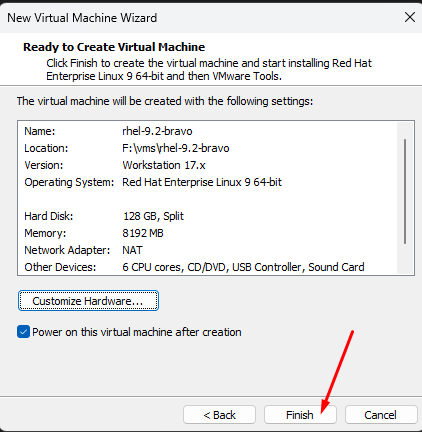 New Virtual Machine Wizard
Ready to Create Virtual Machine
Click Finish to create the virtual machine and start installing Red Hat
Enterprise Linux 9 64-bit and then VMware Tools.
The virtual machine will be created with the following settings:
Name: rhel-9.2-bravo
Location: F:\vms\rhel-9.2-bravo
Version: Workstation 17.x
Operating System: Red Hat Enterprise Linux 9 64-bit
Hard Disk: 128 GB, Split
Memory: 8192 MB
Network Adapter: NAT
Other Devices: 6 CPU cores, CD/DVD, USB Controller, Sound Card
Customize Hardware...
Power on this virtual machine after creation
< Back Finish Cancel